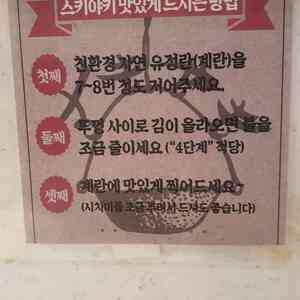 스키야키 맛있게 드시는 방법
첫째
친환경 자연 유정란(계란)을
7~8번 정도 저어주세요.
둘째
뚜껑 사이로 김이 올라오면 불을
조금 줄이세요 ("4단계" 적당)
셋째
계란에 맛있게 찍어드세요~
(시치미를 조금 뿌려서 드셔도 좋습니다)